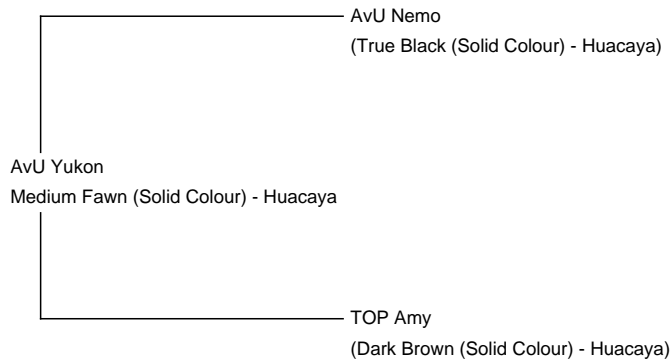 AvU Nemo
(True Black (Solid Colour) - Huacaya)
AvU Yukon
Medium Fawn (Solid Colour) - Huacaya
TOP Amy
(Dark Brown (Solid Colour) - Huacaya)